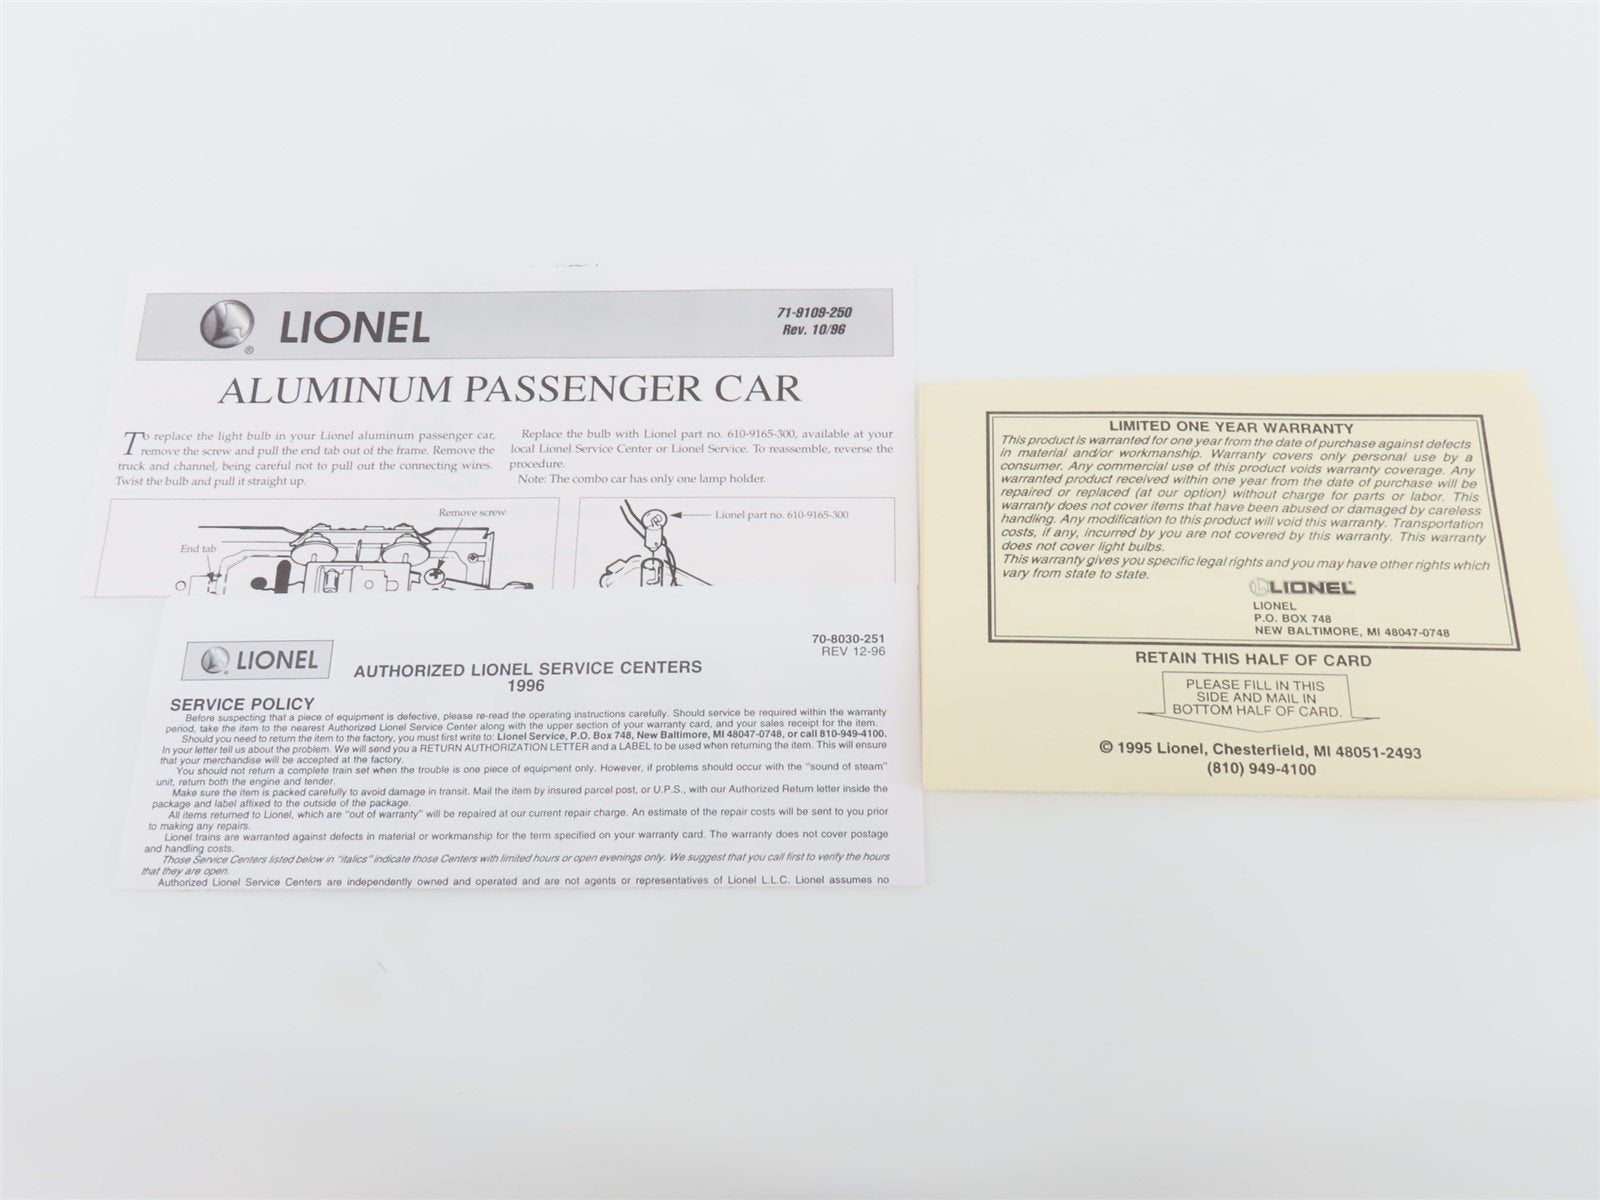 LIONEL
®
71-9109-250
Rev. 10/96
ALUMINUM PASSENGER CAR
To replace the light bulb in your Lionel aluminum passenger car,
remove the screw and pull the end tab out of the frame. Remove the
truck and channel, being careful not to pull out the connecting wires.
Twist the bulb and pull it straight up.
Replace the bulb with Lionel part no. 610-9165-300, available at your
local Lionel Service Center or Lionel Service. To reassemble, reverse the
procedure.
Note: The combo car has only one lamp holder.
Remove screw
End tab
Lionel part no. 610-9165-300
LIONEL
70-8030-251
REV 12-96
AUTHORIZED LIONEL SERVICE CENTERS
1996
SERVICE POLICY
Before suspecting that a piece of equipment is defective, please re-read the operating instructions carefully. Should service be required within the warranty
period, take the item to the nearest Authorized Lionel Service Center along with the upper section of your warranty card, and your sales receipt for the item.
Should you need to return the item to the factory, you must first write to: Lionel Service, P.O. Box 748, New Baltimore, MI 48047-0748, or call 810-949-4100.
In your letter tell us about the problem. We will send you a RETURN AUTHORIZATION LETTER and a LABEL to be used when returning the item. This will ensure
that your merchandise will be accepted at the factory.
You should not return a complete train set when the trouble is one piece of equipment only. However, if problems should occur with the "sound of steam"
unit, return both the engine and tender.
Make sure the item is packed carefully to avoid damage in transit. Mail the item by insured parcel post, or U.P.S., with our Authorized Return letter inside the
package and label affixed to the outside of the package.
All items returned to Lionel, which are "out of warranty" will be repaired at our current repair charge. An estimate of the repair costs will be sent to you prior
to making any repairs.
Lionel trains are warranted against defects in material or workmanship for the term specified on your warranty card. The warranty does not cover postage
and handling costs.
Those Service Centers listed below in "italics" indicate those Centers with limited hours or open evenings only. We suggest that you call first to verify the hours
that they are open.
Authorized Lionel Service Centers are independently owned and operated and are not agents or representatives of Lionel L.L.C. Lionel assumes no
LIMITED ONE YEAR WARRANTY
This product is warranted for one year from the date of purchase against defects
in material and/or workmanship. Warranty covers only personal use by a
consumer. Any commercial use of this product voids warranty coverage. Any
warranted product received within one year from the date of purchase will be
repaired or replaced (at our option) without charge for parts or labor. This
warranty does not cover items that have been abused or damaged by careless
handling. Any modification to this product will void this warranty. Transportation
costs, if any, incurred by you are not covered by this warranty. This warranty
does not cover light bulbs.
This warranty gives you specific legal rights and you may have other rights which
vary from state to state.
LIONEL
LIONEL
P.O. BOX 748
NEW BALTIMORE, MI 48047-0748
RETAIN THIS HALF OF CARD
PLEASE FILL IN THIS
SIDE AND MAIL IN
BOTTOM HALF OF CARD.
© 1995 Lionel, Chesterfield, MI 48051-2493
(810) 949-4100